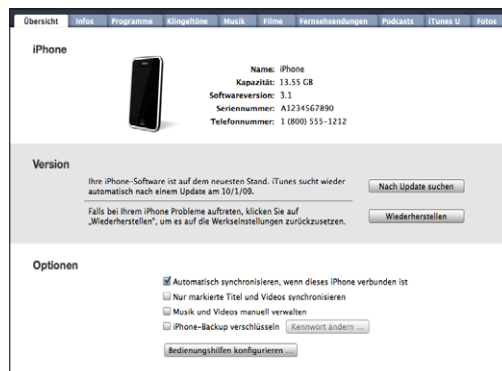 Übersicht Infos Programme Klingeltöne Musik Filme Fernsehsendungen Podcasts iTunes U Fotos
iPhone
Name: iPhone
Kapazität: 13.55 GB
Softwareversion: 3.1
Seriennummer: A1234567890
Telefonnummer: 1 (800) 555-1212
Version
Ihre iPhone-Software ist auf dem neuesten Stand. iTunes sucht wieder
automatisch nach einem Update am 10/1/09.
Nach Update suchen
Falls bei Ihrem iPhone Probleme auftreten, klicken Sie auf
„Wiederherstellen“, um es auf die Werkseinstellungen zurückzusetzen.
Wiederherstellen
Optionen
Automatisch synchronisieren, wenn dieses iPhone verbunden ist
Nur markierte Titel und Videos synchronisieren
Musik und Videos manuell verwalten
iPhone-Backup verschlüsseln Kennwort ändern ...
Bedienungshilfen konfigurieren ...